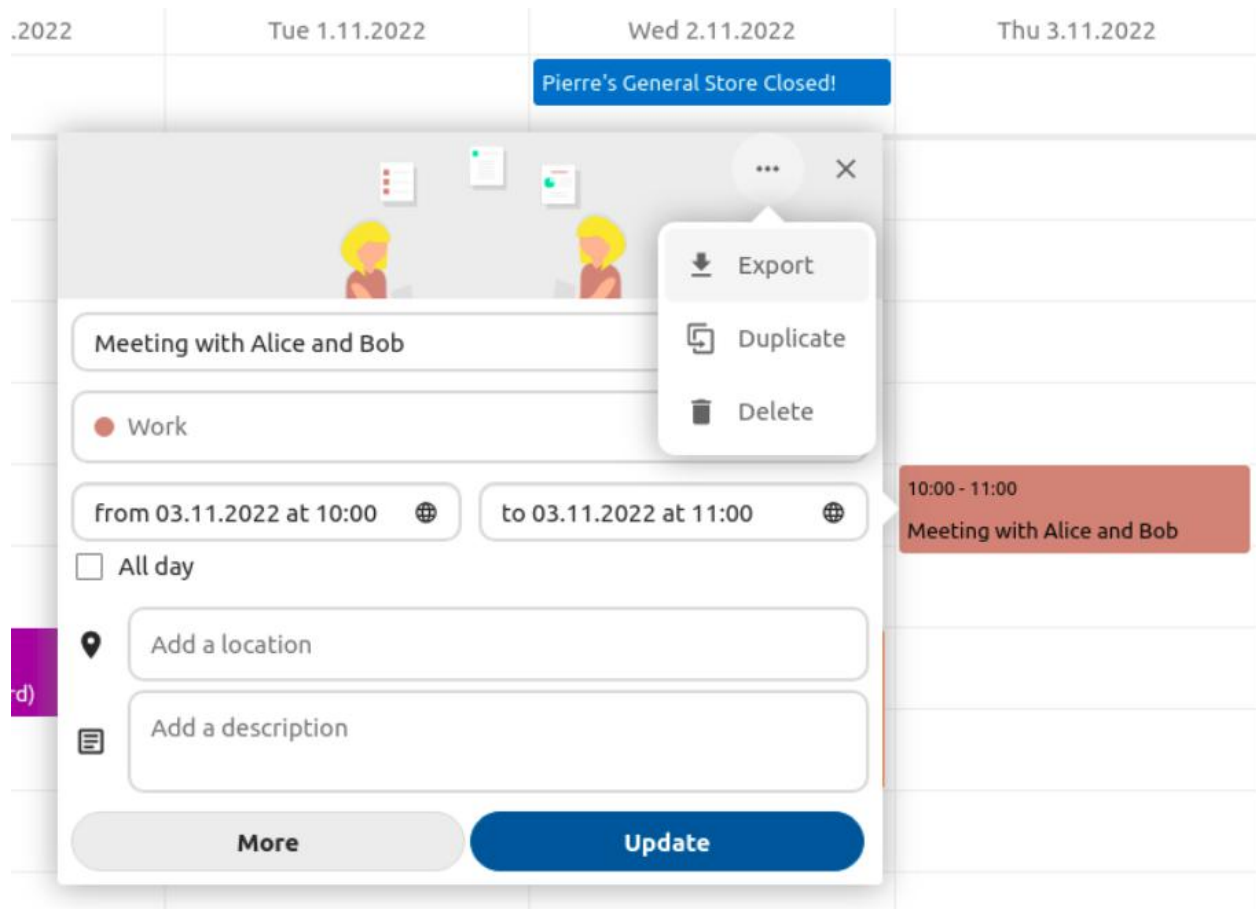 .2022 Tue 1.11.2022 Wed 2.11.2022 Thu 3.11.2022
Pierre's General Store Closed!
Export
Duplicate
Delete
Meeting with Alice and Bob
Work
from 03.11.2022 at 10:00 to 03.11.2022 at 11:00
All day
Add a location
Add a description
More Update
10:00 - 11:00
Meeting with Alice and Bob
rd)